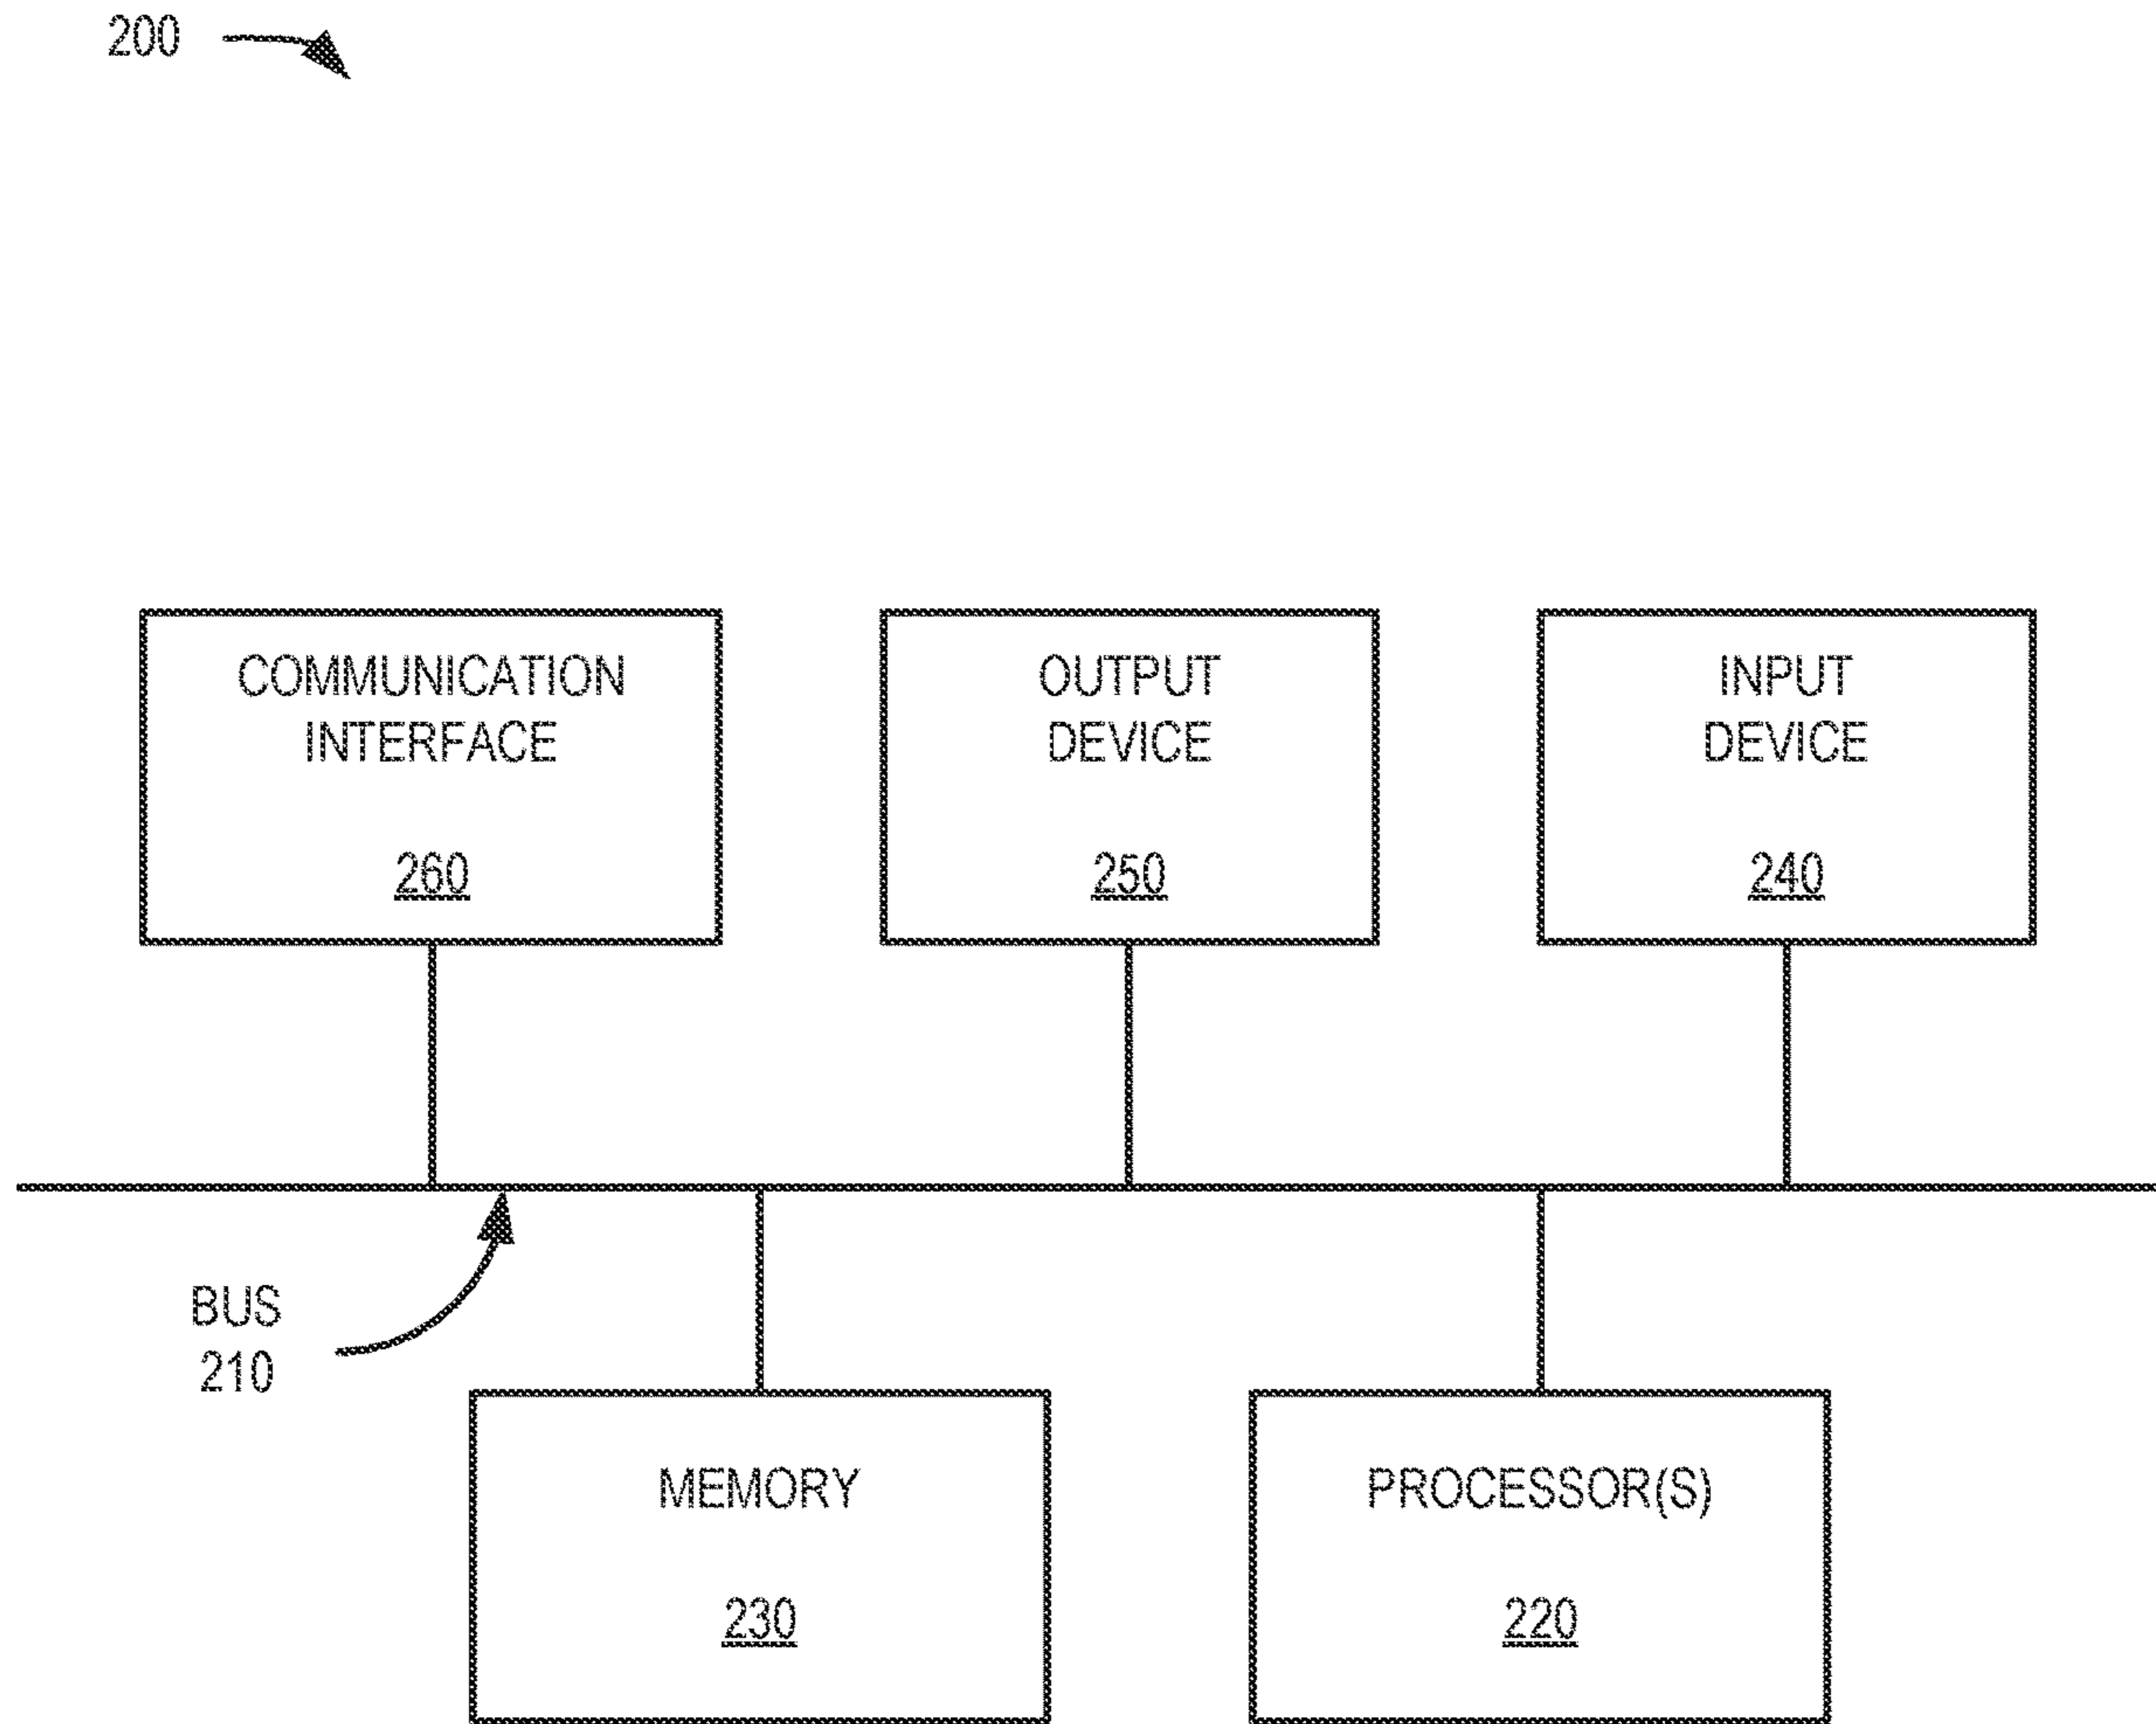 200
COMMUNICATION
INTERFACE
260
OUTPUT
DEVICE
250
INPUT
DEVICE
240
BUS
210
MEMORY
230
PROCESSOR(S)
220